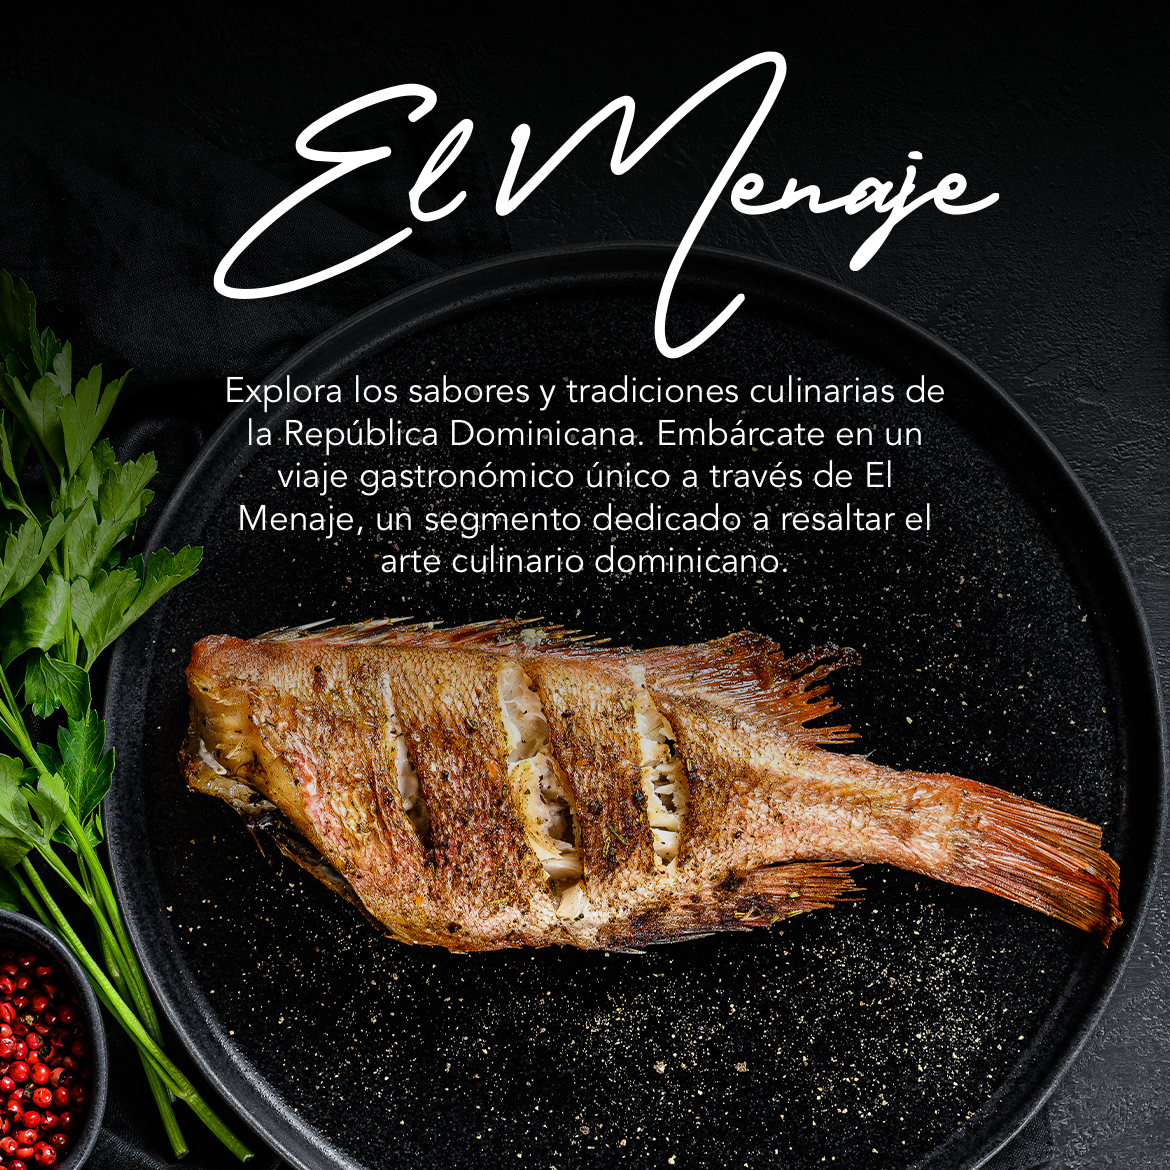 El Menaje
Explora los sabores y tradiciones culinarias de
la República Dominicana. Embárcate en un
viaje gastronómico único a través de El
Menaje, un segmento dedicado a resaltar el
arte culinario dominicano.